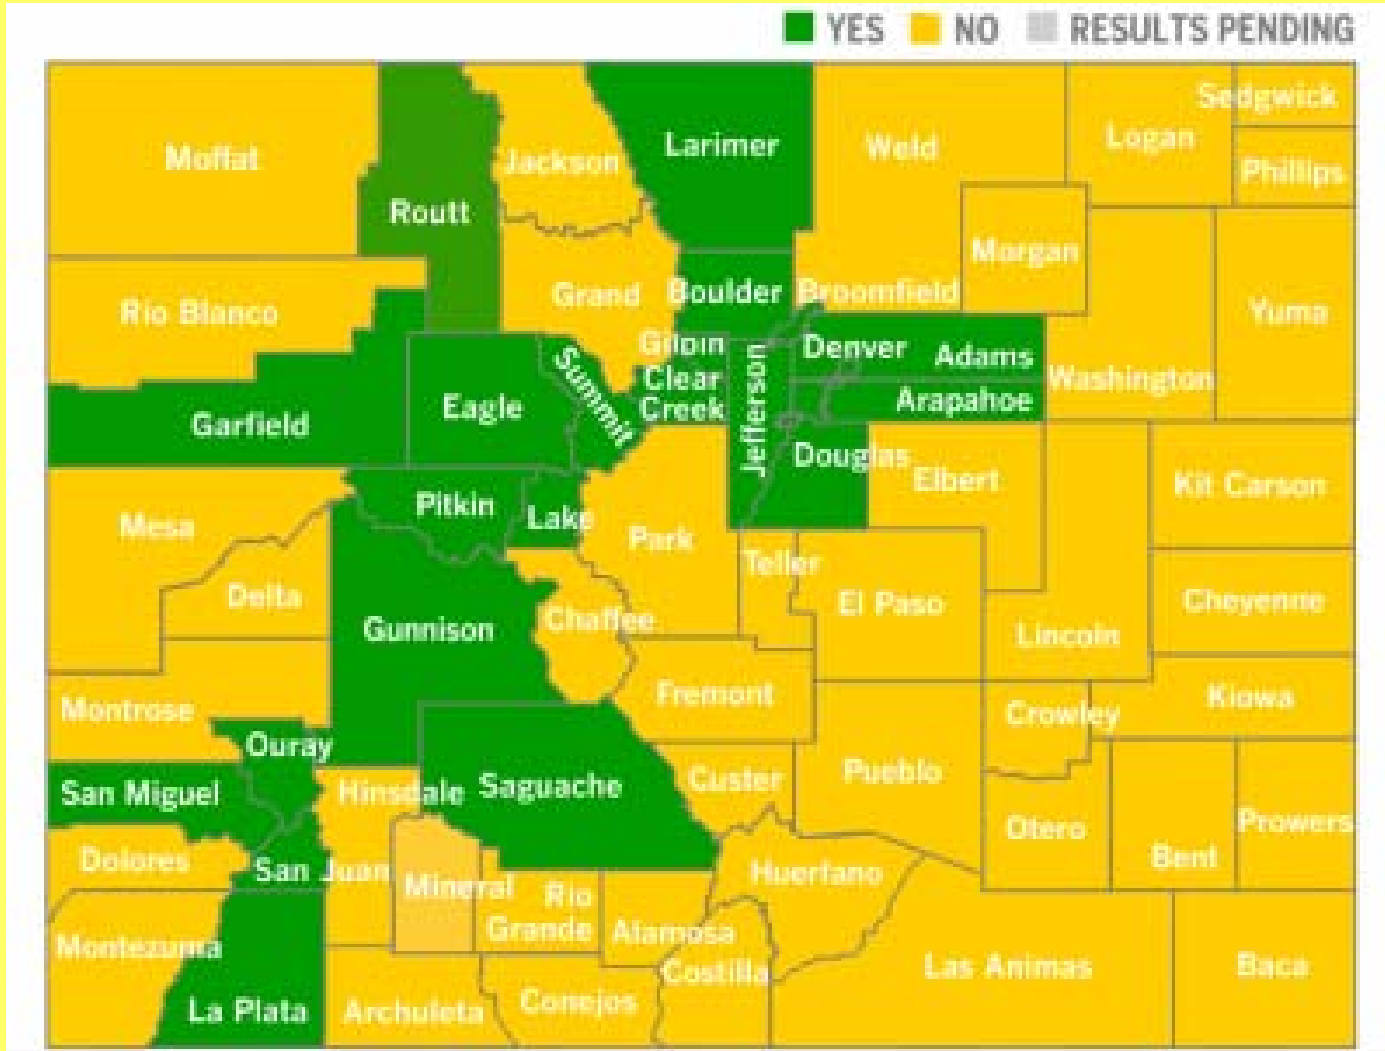 YES NO RESULTS PENDING
Sedgwick
Moffat
Jackson
Larimer
Weld
Logan
Phillips
Routt
Morgan
Rio Blanco
Grand
Boulder
Broomfield
Yuma
Gilpin
Denver
Adams
Washington
Clear
Creek
Summit
Eagle
Jefferson
Arapahoe
Garfield
Douglas
Elbert
Kit Carson
Pitkin
Lake
Mesa
Park
Teller
Delta
El Paso
Cheyenne
Chaffee
Gunnison
Lincoln
Fremont
Kiowa
Montrose
Crowley
Ouray
San Miguel
Hinsdale
Saguache
Custer
Pueblo
Otero
Prowers
Bent
Dolores
San Juan
Mineral
Rio
Grande
Huerfano
Alamosa
Montezuma
Costilla
Las Animas
Baca
La Plata
Archuleta
Conejos